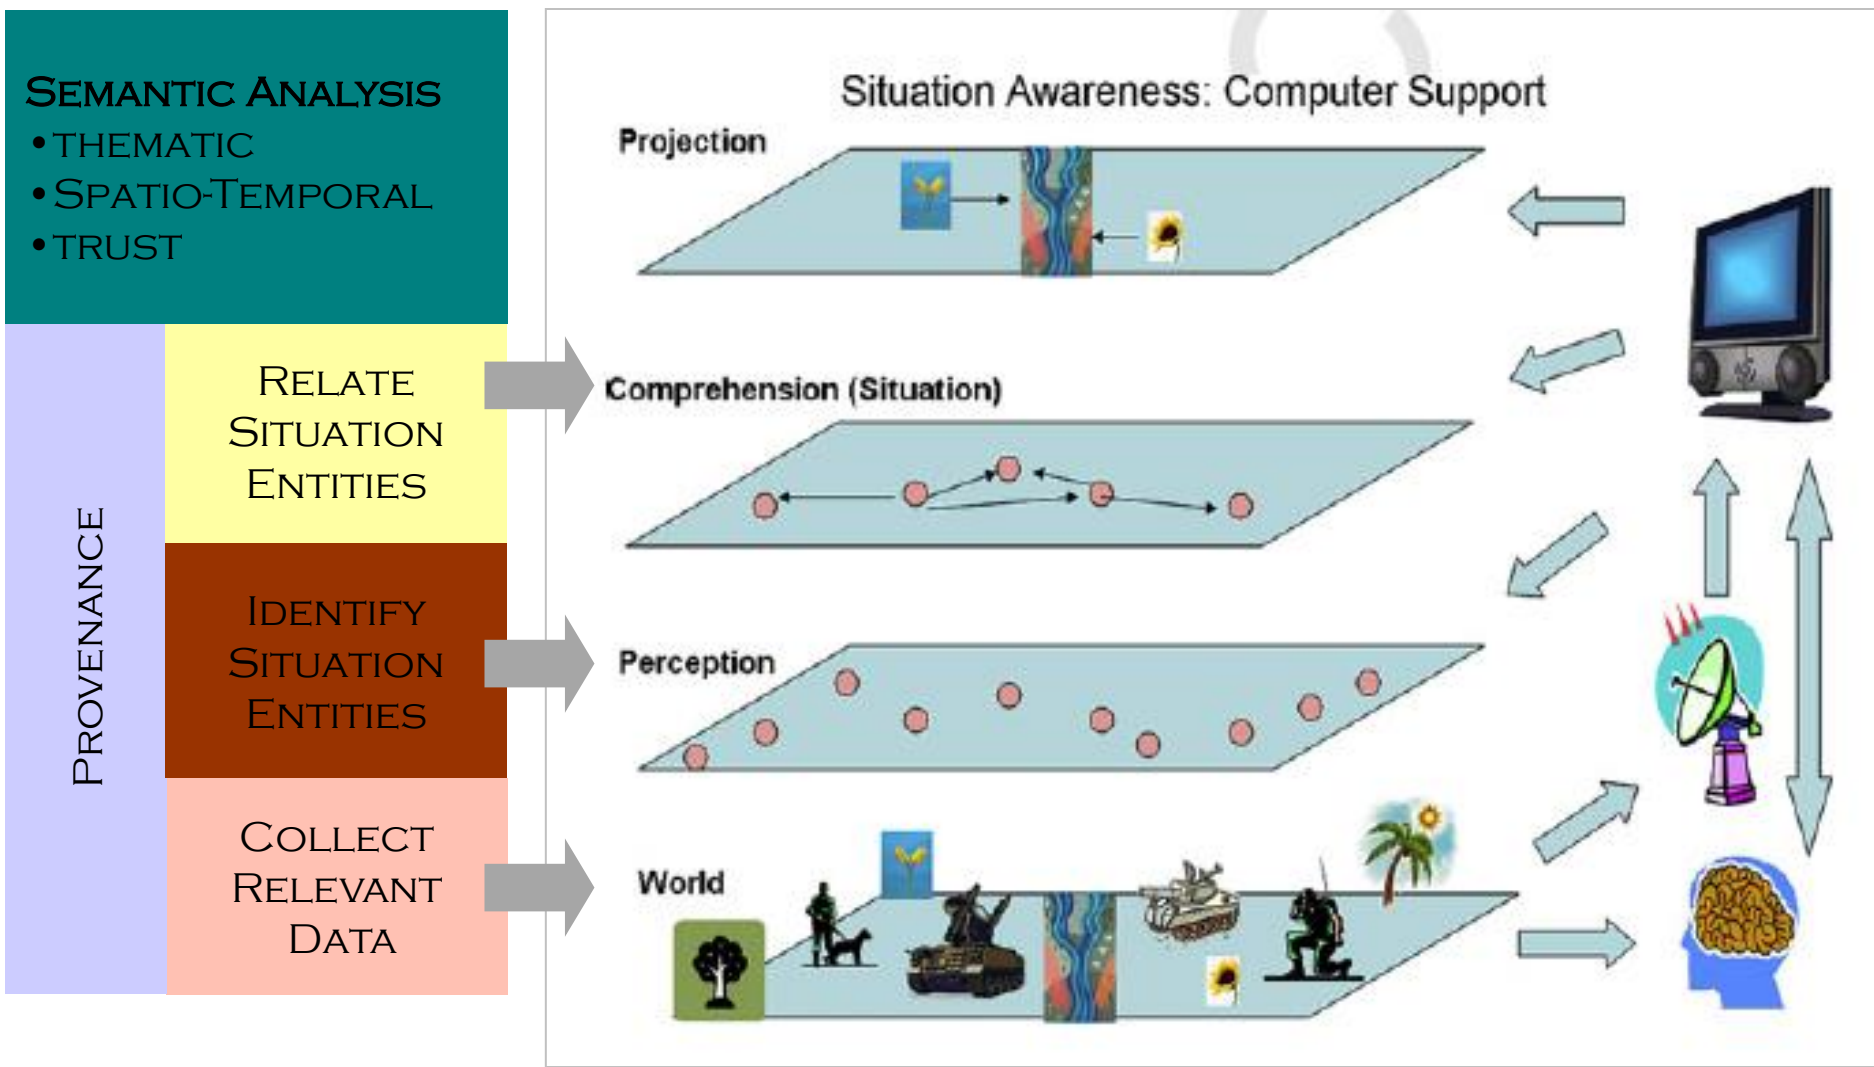 SEMANTIC ANALYSIS
•THEMATIC
•SPATIO-TEMPORAL
•TRUST
PROVENANCE
RELATE
SITUATION
ENTITIES
IDENTIFY
SITUATION
ENTITIES
COLLECT
RELEVANT
DATA
Situation Awareness: Computer Support
Projection
Comprehension (Situation)
Perception
World